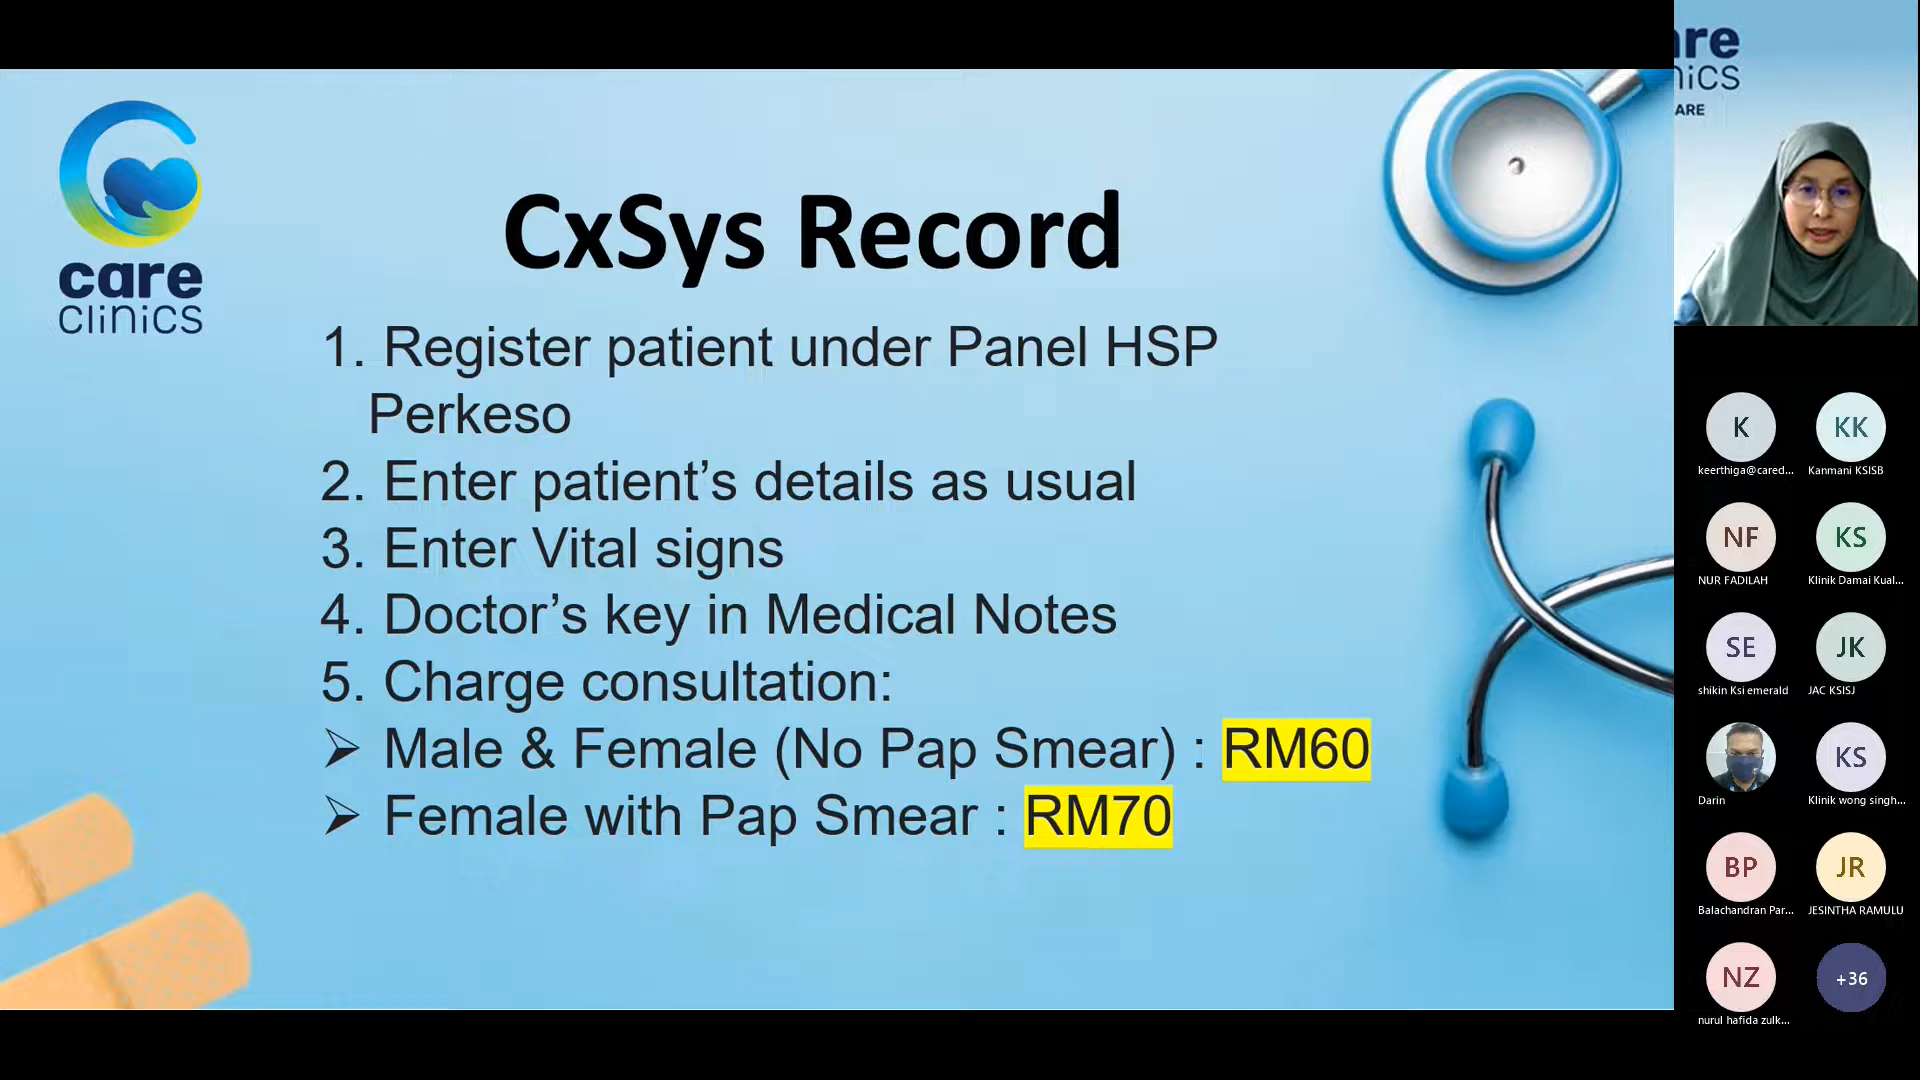 care
clinics
CxSys Record
1. Register patient under Panel HSP
Perkeso
2. Enter patient’s details as usual
3. Enter Vital signs
4. Doctor’s key in Medical Notes
5. Charge consultation:
➢ Male & Female (No Pap Smear) : RM60
➢ Female with Pap Smear : RM70
are
nics
ARE
K
KK
keerthiga@cared...
Kanmani KSISB
NF
KS
NUR FADILAH
Klinik Damai Kual...
SE
JK
shikin Ksi emerald
JAC KSISJ
KS
Darin
Klinik wong singh...
BP
JR
Balachandran Par...
JESINTHA RAMULU
NZ
+36
nurul hafida zulk...